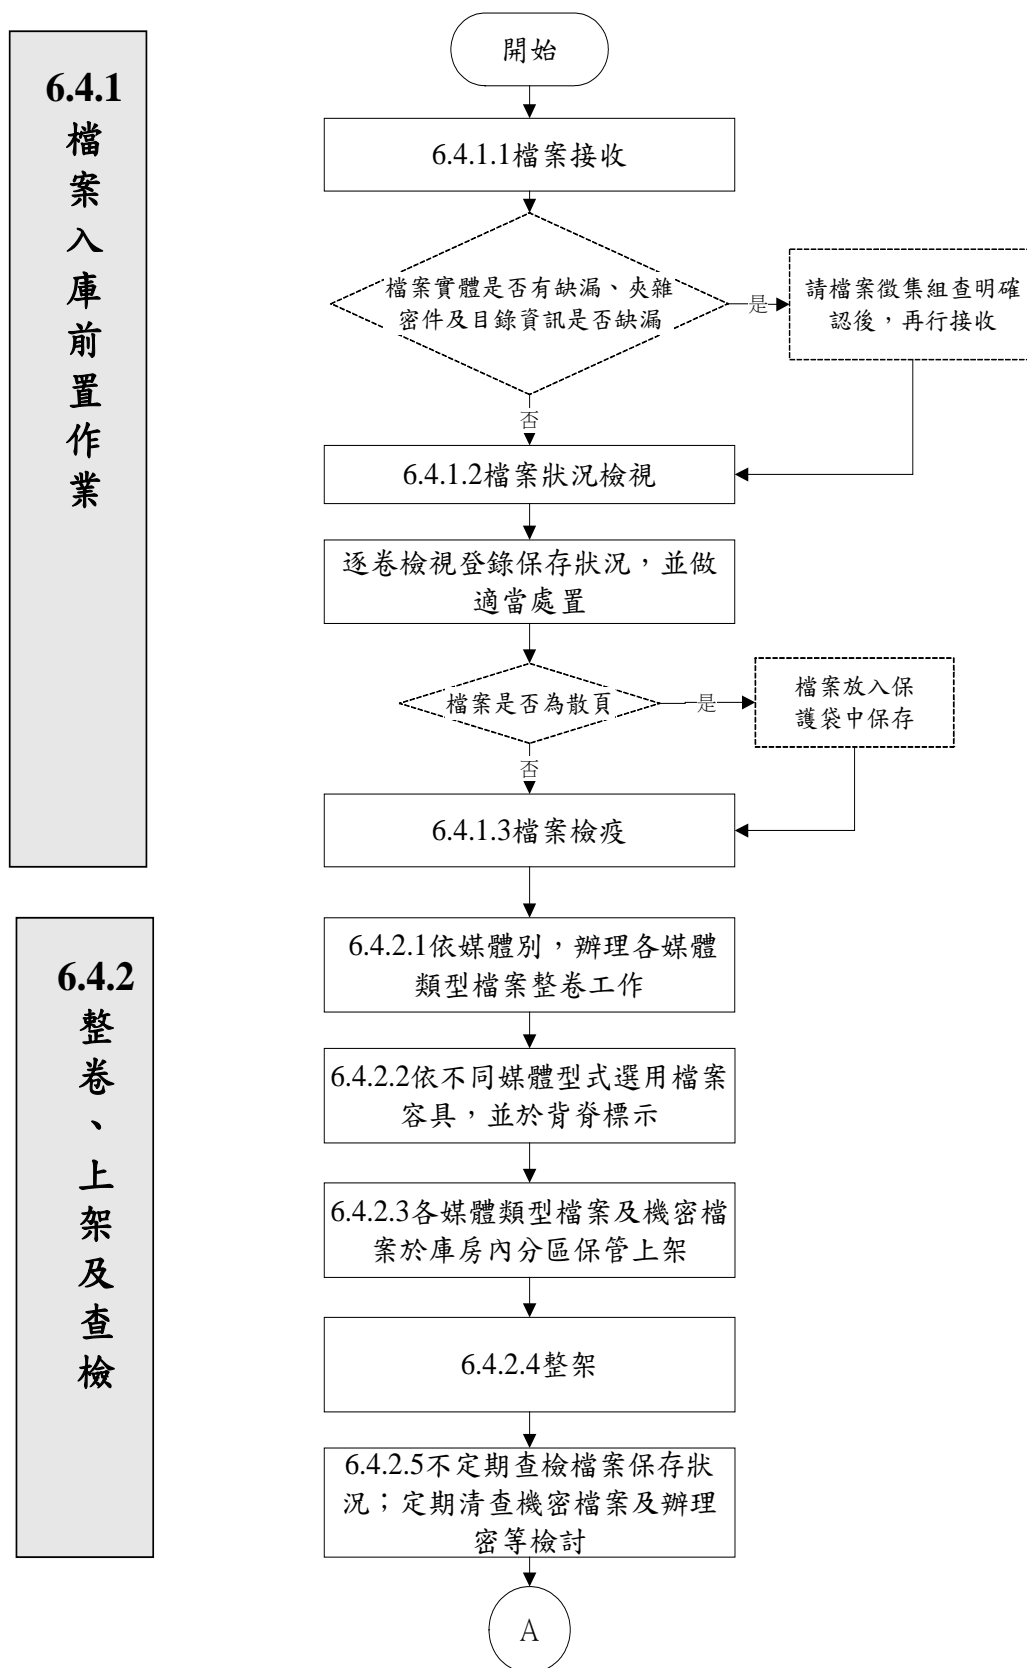 6.4.1
檔
案
入
庫
前
置
作
業
開始
6.4.1.1檔案接收
檔案實體是否有缺漏、夾雜
密件及目錄資訊是否缺漏
是
請檔案徵集組查明確
認後，再行接收
否
6.4.1.2檔案狀況檢視
逐卷檢視登錄保存狀況，並做
適當處置
檔案是否為散頁
是
檔案放入保
護袋中保存
否
6.4.1.3檔案檢疫
6.4.2
整
卷
、
上
架
及
查
檢
6.4.2.1依媒體別，辦理各媒體
類型檔案整卷工作
6.4.2.2依不同媒體型式選用檔案
容具，並於背脊標示
6.4.2.3各媒體類型檔案及機密檔
案於庫房內分區保管上架
6.4.2.4整架
6.4.2.5不定期查檢檔案保存狀
況；定期清查機密檔案及辦理
密等檢討
A